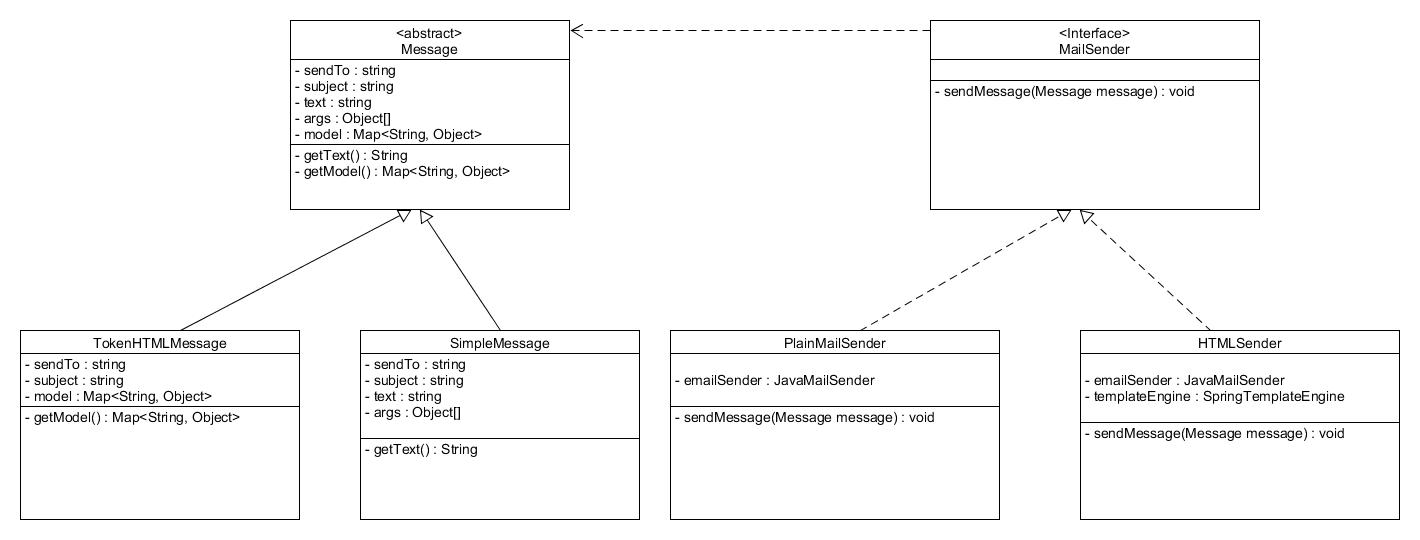 <abstract>
Message
- sendTo : string
- subject : string
- text : string
- args : Object[]
- model : Map<String, Object>
- getText() : String
- getModel() : Map<String, Object>
<Interface>
MailSender
- sendMessage(Message message) : void
TokenHTMLMessage
- sendTo : string
- subject : string
- model : Map<String, Object>
- getModel() : Map<String, Object>
SimpleMessage
- sendTo : string
- subject : string
- text : string
- args : Object[]
- getText() : String
PlainMailSender
- emailSender : JavaMailSender
- sendMessage(Message message) : void
HTMLSender
- emailSender : JavaMailSender
- templateEngine : SpringTemplateEngine
- sendMessage(Message message) : void